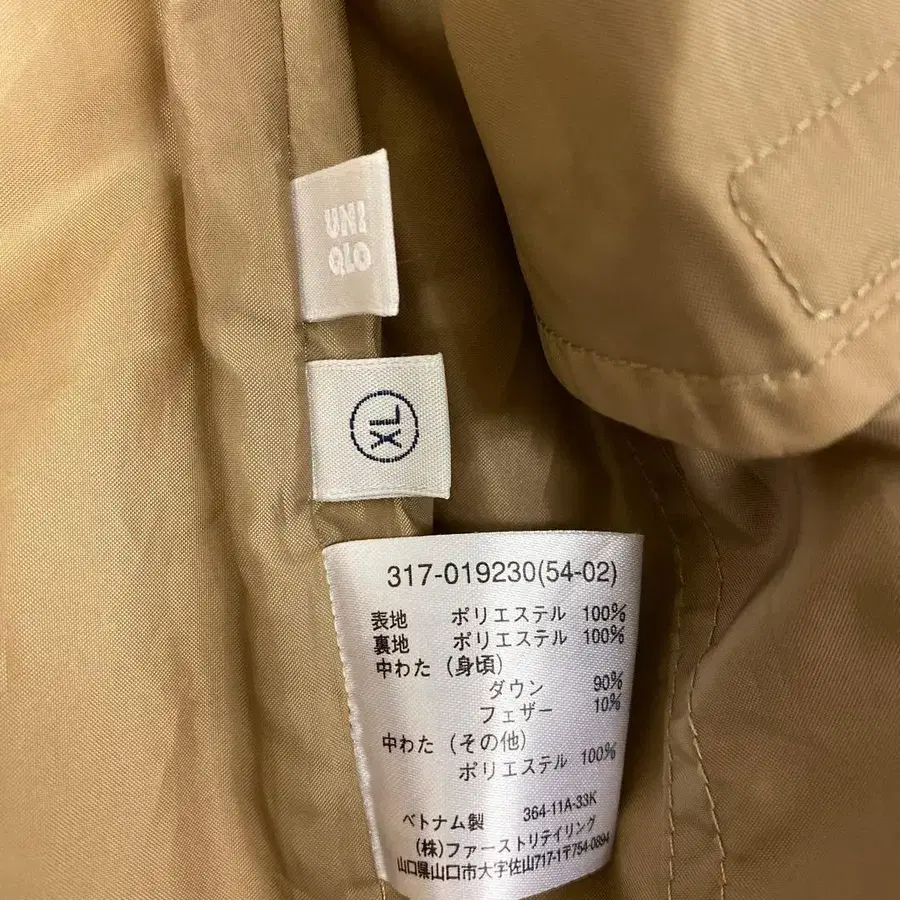 UNI
QLO
XL
317-019230(54-02)
表地 ポリエステル 100%
裏地 ポリエステル 100%
中わた (身頃)
ダウン 90%
フェザー 10%
中わた (その他)
ポリエステル 100%
ベトナム製 364-11A-33K
(株)ファーストリテイリング
山口県山口市大字佐山717-1〒754-0894